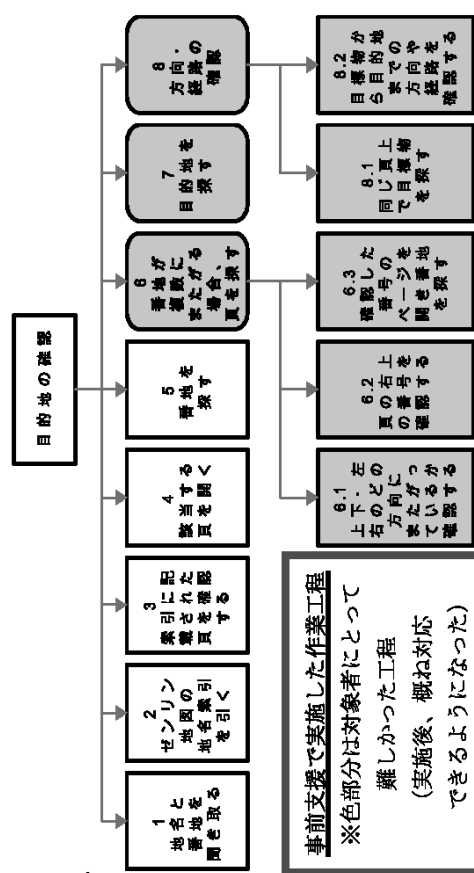 目的地の確認
1
地名と
番地を
聞き取る
2
ゼンリン
地図の
地名索引
を引く
3
索引に記
載された
頁を確認
する
4
該当する
頁を開く
5
番地を
探す
6
番地が
複数に
またがる
場合、
頁を探す
7
目的地を
探す
8
方向・
経路の
確認
6.1
上下・左
右のどの
方向に
またがっ
ているか
確認する
6.2
頁の右上
の番号を
確認する
6.3
確認した
番号の
ページを
開き番地
を探す
8.1
同じ頁上
で目標物
を探す
8.2
目標物か
ら目的地
までの
方向や
経路を
確認する
事前支援で実施した作業工程
※色部分は対象者にとって
難しかった工程
(実施後、概ね対応
できるようになった)